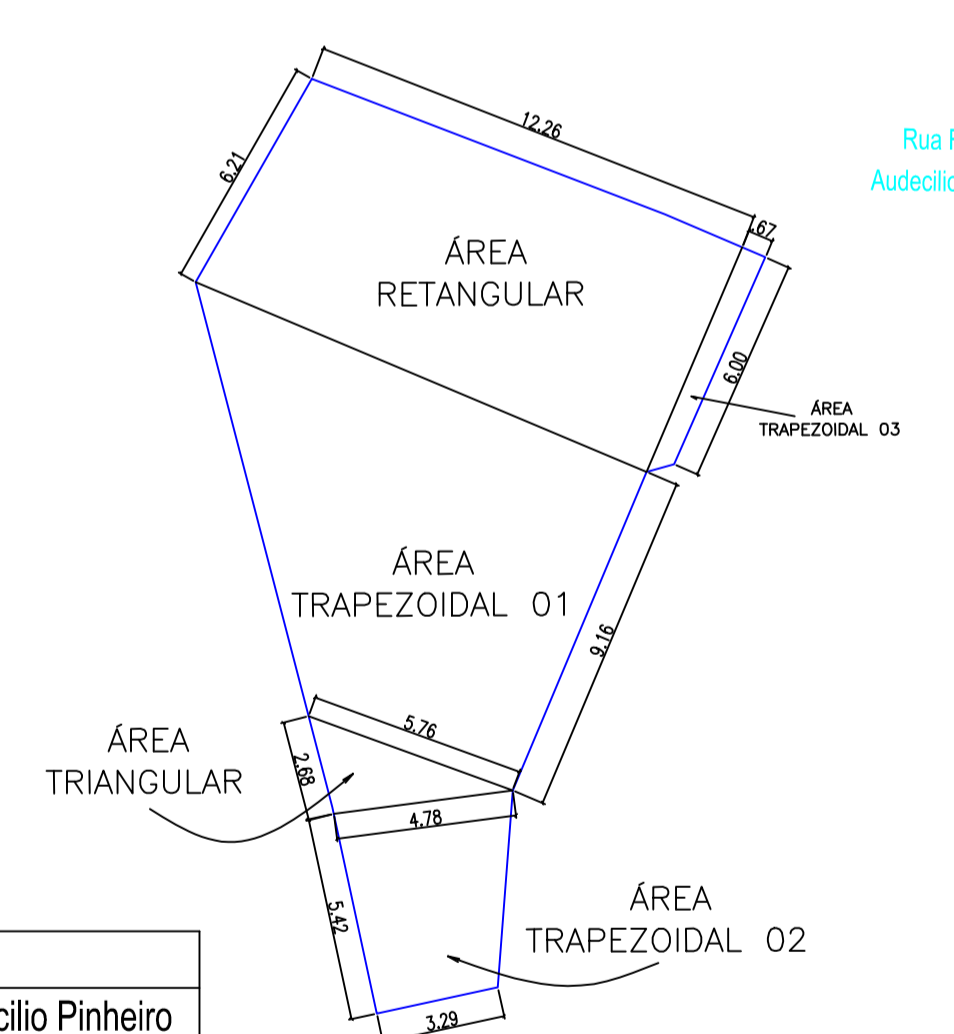 12.26
Rua
Audecilio
.67
6.21
ÁREA
RETANGULAR
6.00
ÁREA
TRAPEZOIDAL 03
ÁREA
TRAPEZOIDAL 01
9.16
5.76
ÁREA
TRIANGULAR
2.68
4.78
5.42
ÁREA
TRAPEZOIDAL 02
cilio Pinheiro
3.29